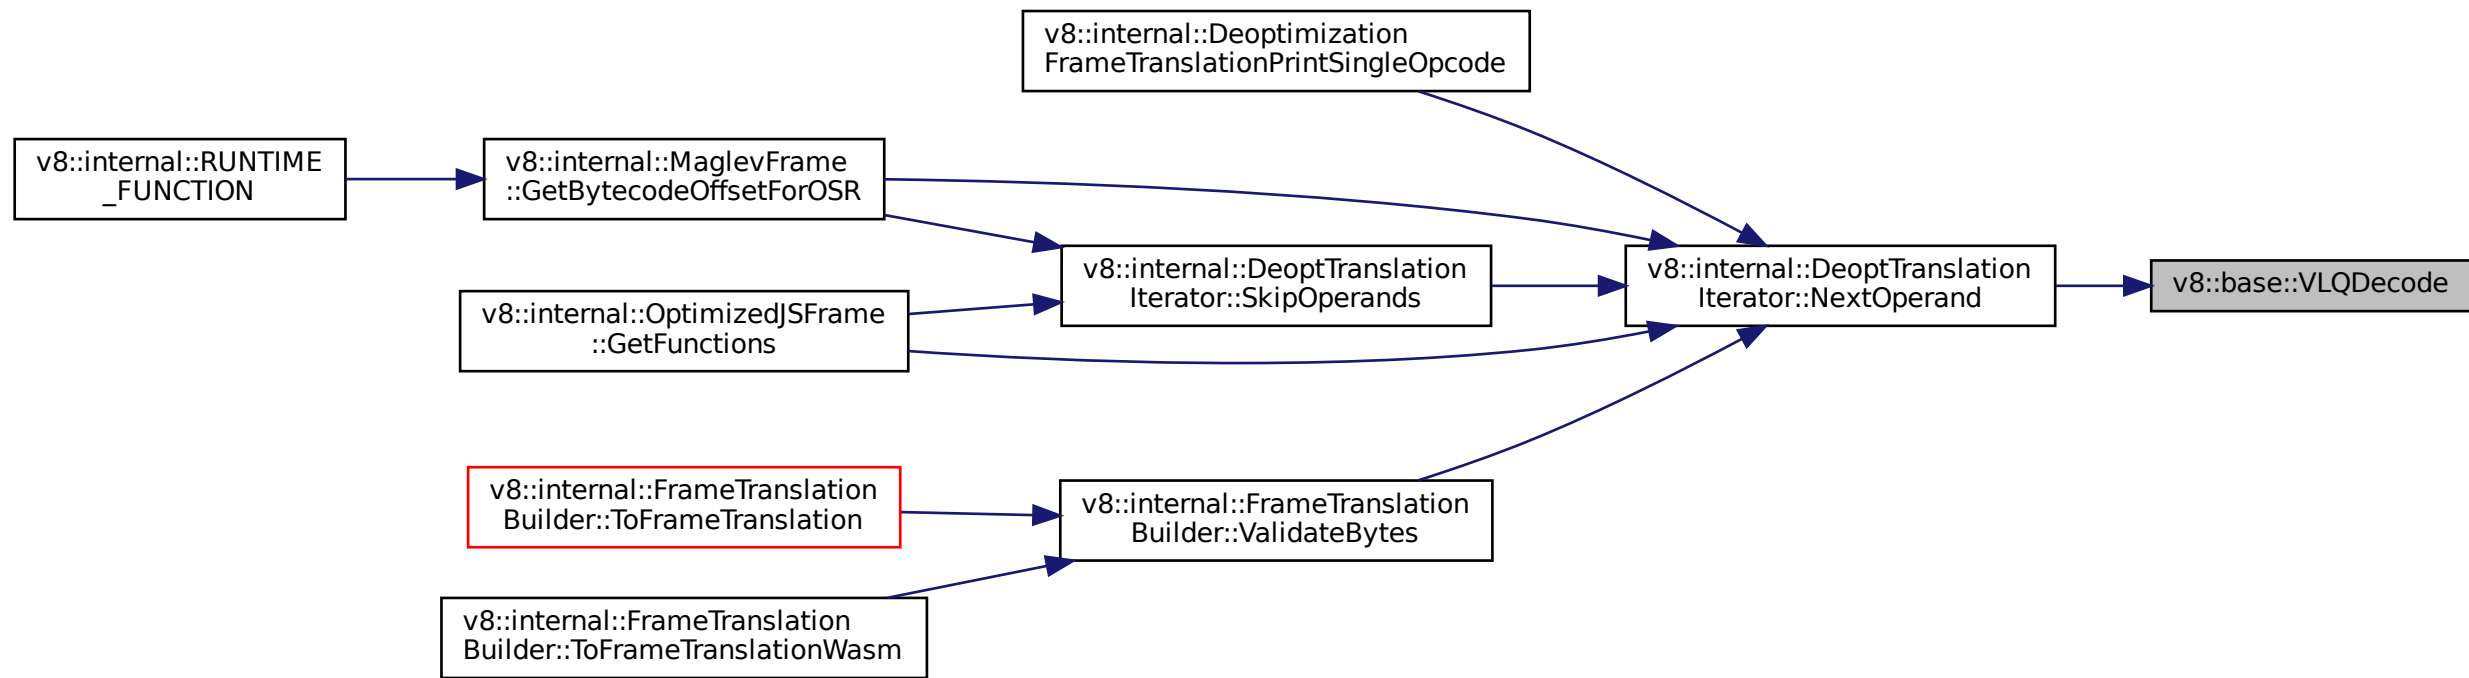 v8::internal::Deoptimization
FrameTranslationPrintSingleOpcode
v8::internal::RUNTIME
_FUNCTION
v8::internal::MaglevFrame
::GetBytecodeOffsetForOSR
v8::internal::DeoptTranslation
Iterator::SkipOperands
v8::internal::DeoptTranslation
Iterator::NextOperand
v8::base::VLQDecode
v8::internal::OptimizedJSFrame
::GetFunctions
v8::internal::FrameTranslation
Builder::ToFrameTranslation
v8::internal::FrameTranslation
Builder::ValidateBytes
v8::internal::FrameTranslation
Builder::ToFrameTranslationWasm